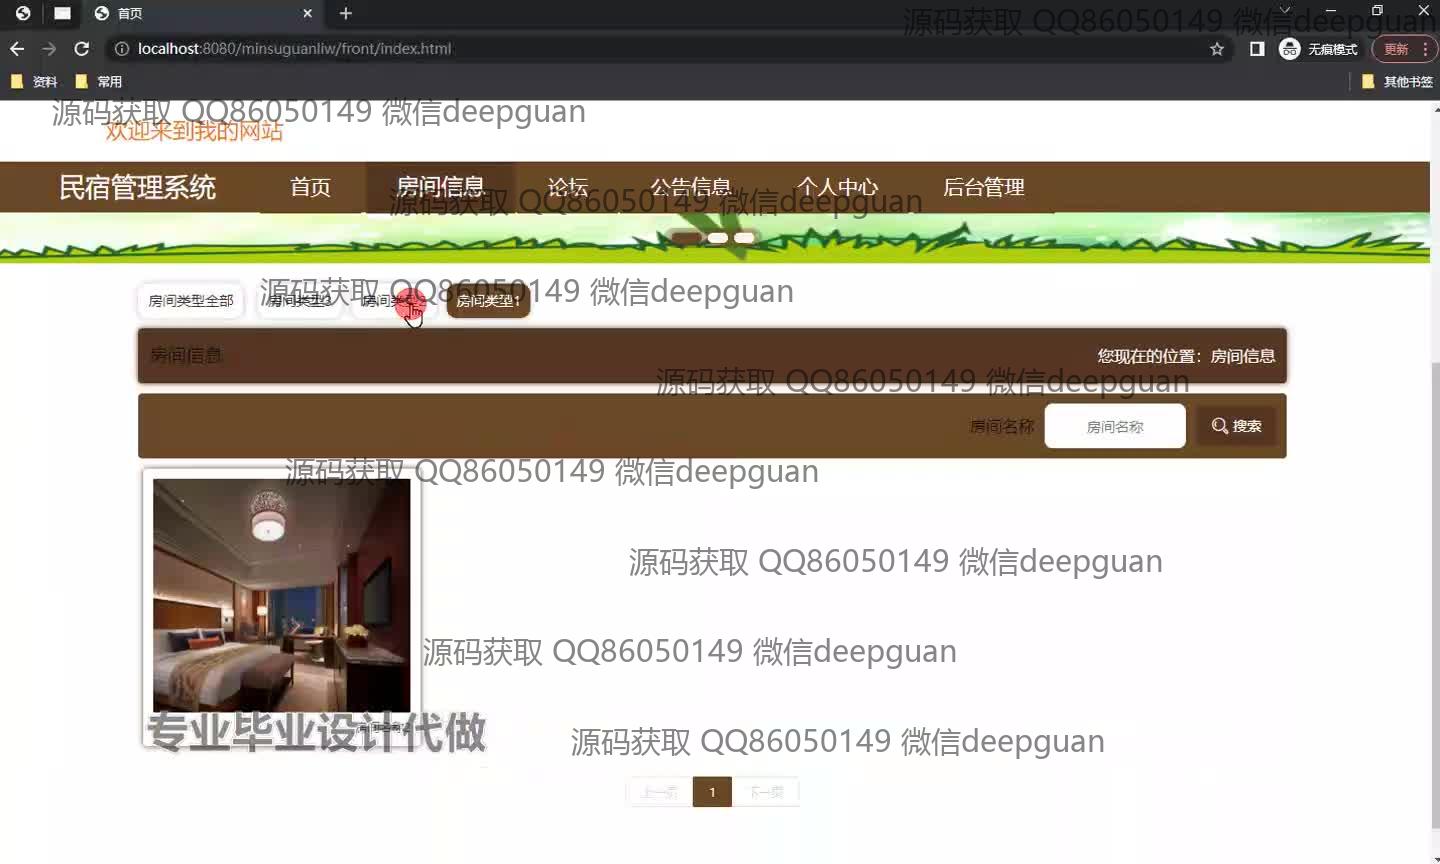 首页
localhost:8080/minsuguanliw/front/index.html
无痕模式
更新
资料
常用
其他书签
源码获取 QQ86050149 微信deepguan
源码获取 QQ86050149 微信deepguan
欢迎来到我的网站
民宿管理系统
首页
房间信息
论坛
公告信息
个人中心
后台管理
源码获取 QQ86050149 微信deepguan
源码获取 QQ86050149 微信deepguan
房间类型全部
房间类型3
房间类型2
房间类型1
房间信息
您现在的位置：房间信息
源码获取 QQ86050149 微信deepguan
房间名称
房间名称
搜索
源码获取 QQ86050149 微信deepguan
源码获取 QQ86050149 微信deepguan
源码获取 QQ86050149 微信deepguan
专业毕业设计代做
源码获取 QQ86050149 微信deepguan
上一页
1
下一页